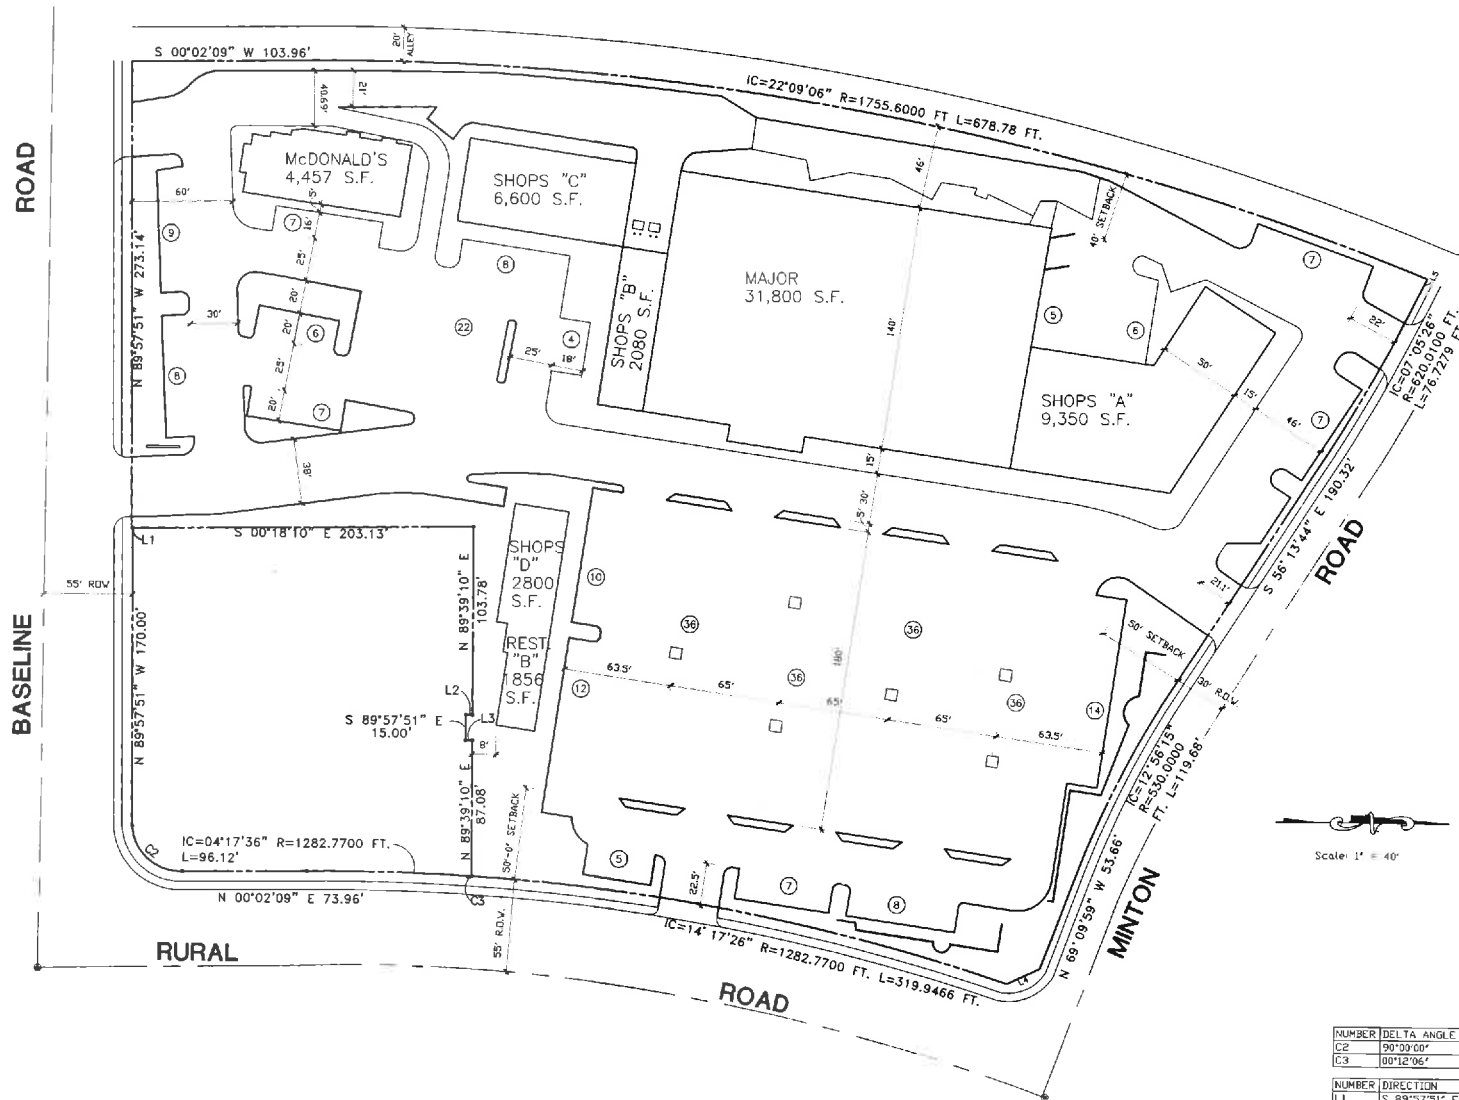 20' ALLEY
S 00°02'09" W 103.96'
IC=22°09'06" R=1755.6000 FT. L=678.78 FT.
40.69'
21'
46'
ROAD
McDONALD'S
4,457 S.F.
SHOPS "C"
6,600 S.F.
40' SETBACK
60'
5'
16'
7
9
25'
8
7
N 89°57'51" W 273.14'
SHOPS "B"
2080 S.F.
MAJOR
31,800 S.F.
L5
30'
20'
6
20'
22
4
140'
5
6
22'
IC=07°05'26"
R=620.0100 FT.
L=76.7279 FT.
25'
18'
50'
8
25'
20'
7
SHOPS "A"
9,350 S.F.
15'
46'
7
38'
15'
S 56°13'44" E 190.32'
5' 30'
ROAD
L1
S 00°18'10" E 203.13'
SHOPS
"D"
2800
S.F.
10
55' ROW
N 89°39'10" E
103.78'
21.1'
BASELINE
N 89°57'51" W 170.00'
REST.
"B"
1856
S.F.
36
36
50' SETBACK
63.5'
12
65'
36
180'
65'
65'
36
63.5'
14
30' R.O.W.
L2
L3
S 89°57'51" E
15.00'
8'
IC=12°56'15"
R=530.0000
FT. L=119.68'
N 89°39'10" E
87.08'
50'-0" SETBACK
Scale: 1" = 40'
C2
IC=04°17'36" R=1282.7700 FT.
L=96.12'
5
7
8
22.5'
N 00°02'09" E 73.96'
C3
N 69°09'59" W 53.66'
MINTON
55' R.O.W.
IC=14°17'26" R=1282.7700 FT. L=319.9466 FT.
L4
RURAL
ROAD
NUMBER DELTA ANGLE
C2 90°00'00"
C3 00°12'06"
NUMBER DIRECTION
L1 S 89°57'51" E